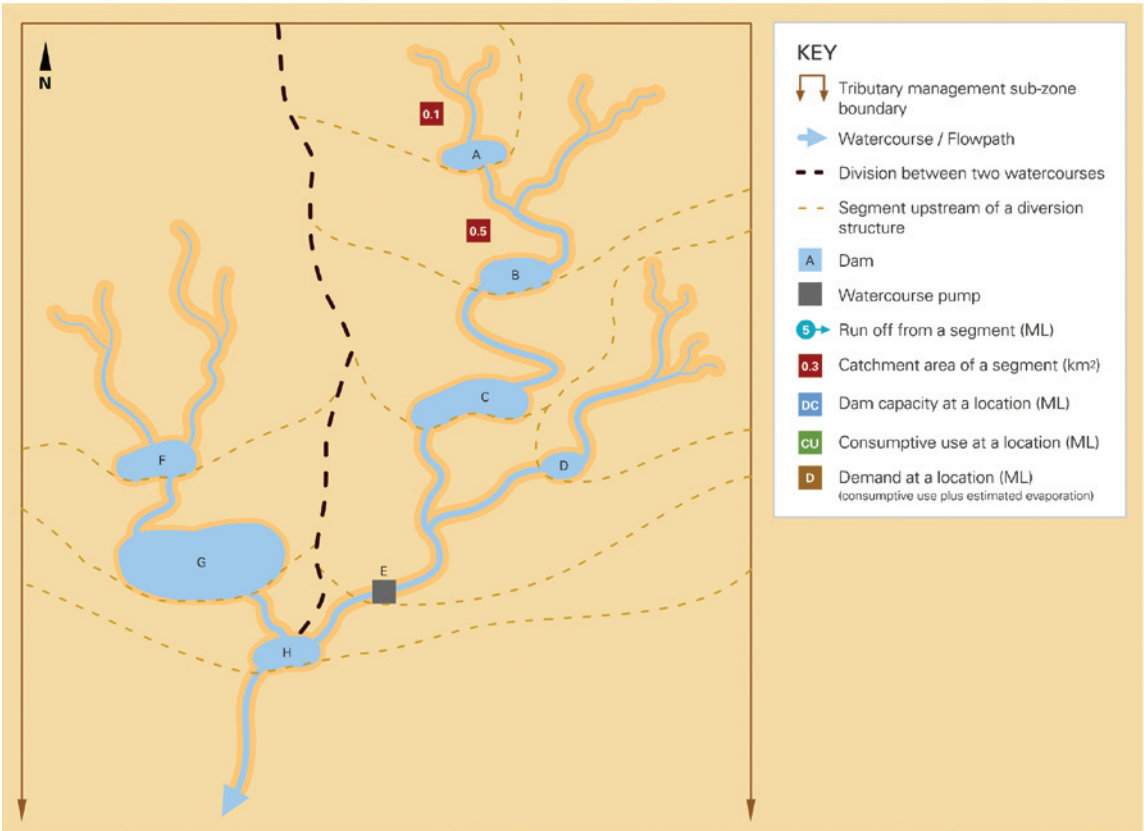 N
0.1
A
0.5
B
C
D
E
F
G
H
KEY
Tributary management sub-zone
boundary
Watercourse / Flowpath
Division between two watercourses
Segment upstream of a diversion
structure
A Dam
Watercourse pump
5 Run off from a segment (ML)
0.3 Catchment area of a segment (km²)
DC Dam capacity at a location (ML)
CU Consumptive use at a location (ML)
D Demand at a location (ML)
(consumptive use plus estimated evaporation)